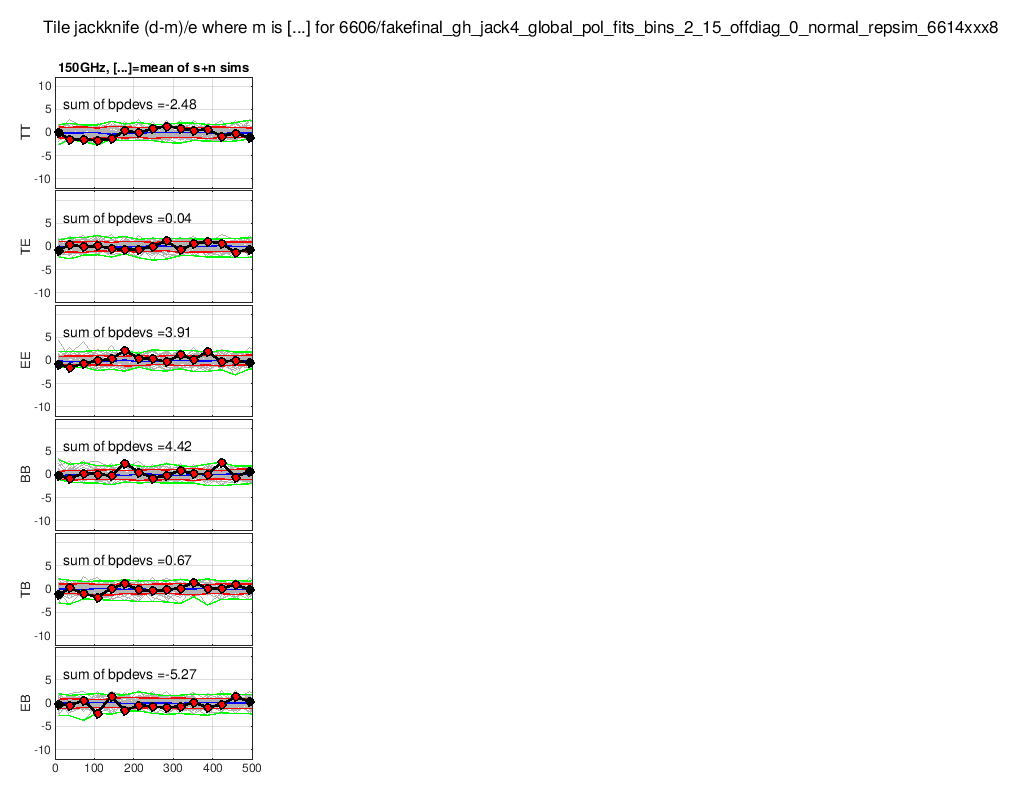 Tile jackknife (d-m)/e where m is [...] for 6606/fakefinal_gh_jack4_global_pol_fits_bins_2_15_offdiag_0_normal_repsim_6614xxx8
150GHz, [...]=mean of s+n sims
10
sum of bpdevs =-2.48
5
TT
0
-5
-10
sum of bpdevs =0.04
5
TE
0
-5
-10
sum of bpdevs =3.91
5
EE
0
-5
-10
sum of bpdevs =4.42
5
BB
0
-5
-10
sum of bpdevs =0.67
5
TB
0
-5
-10
sum of bpdevs =-5.27
5
EB
0
-5
-10
0 100 200 300 400 500